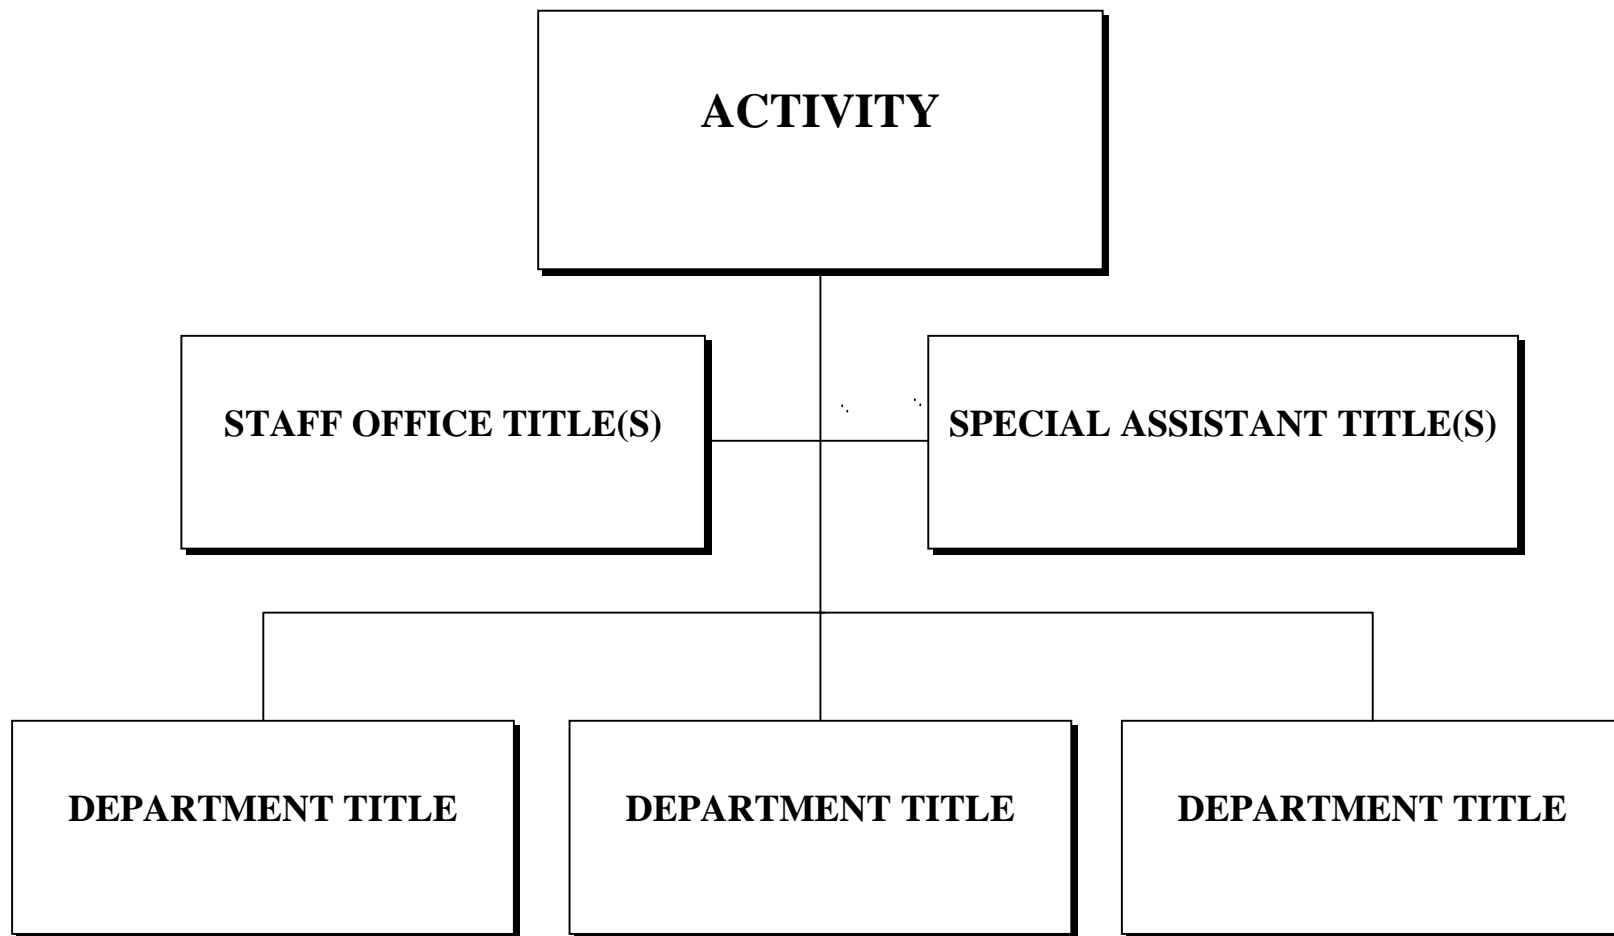 ACTIVITY
STAFF OFFICE TITLE(S)
SPECIAL ASSISTANT TITLE(S)
DEPARTMENT TITLE
DEPARTMENT TITLE
DEPARTMENT TITLE